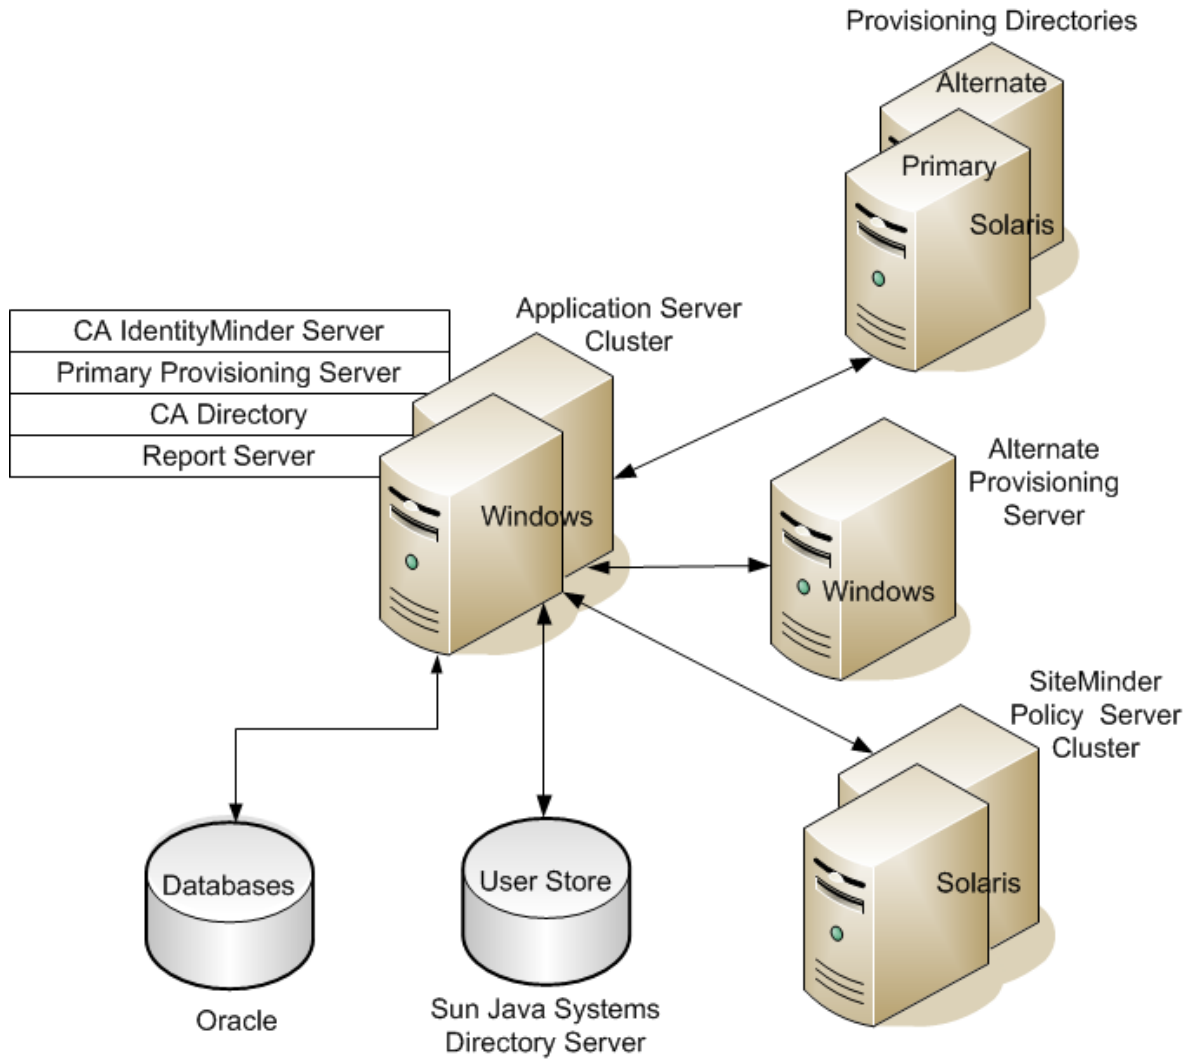 Provisioning Directories
Alternate
Primary
Solaris
Application Server
Cluster
CA IdentityMinder Server
Primary Provisioning Server
CA Directory
Report Server
Windows
Alternate
Provisioning
Server
Windows
SiteMinder
Policy Server
Cluster
Solaris
Databases
Oracle
User Store
Sun Java Systems
Directory Server